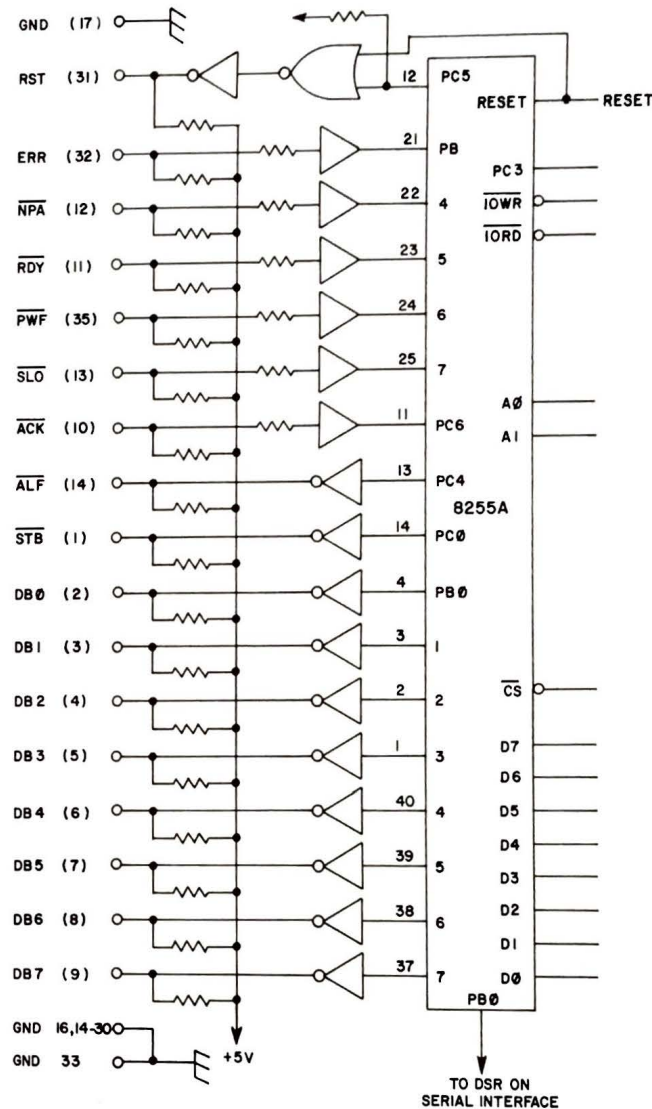 GND (17)
RST (31)
12 PC5
RESET RESET
ERR (32)
21 PB
PC3
NPA (12)
22 4
IOWR
RDY (11)
23 5
IORD
PWF (35)
24 6
SLO (13)
25 7
A0
ACK (10)
11 PC6
A1
ALF (14)
13 PC4
8255A
STB (1)
14 PC0
DB0 (2)
4 PB0
DB1 (3)
3 1
DB2 (4)
2 2
CS
DB3 (5)
1 3
D7
D6
DB4 (6)
40 4
D5
D4
DB5 (7)
39 5
D3
DB6 (8)
38 6
D2
D1
DB7 (9)
37 7
D0
PB0
GND 16,14-30
+5V
GND 33
TO DSR ON
SERIAL INTERFACE